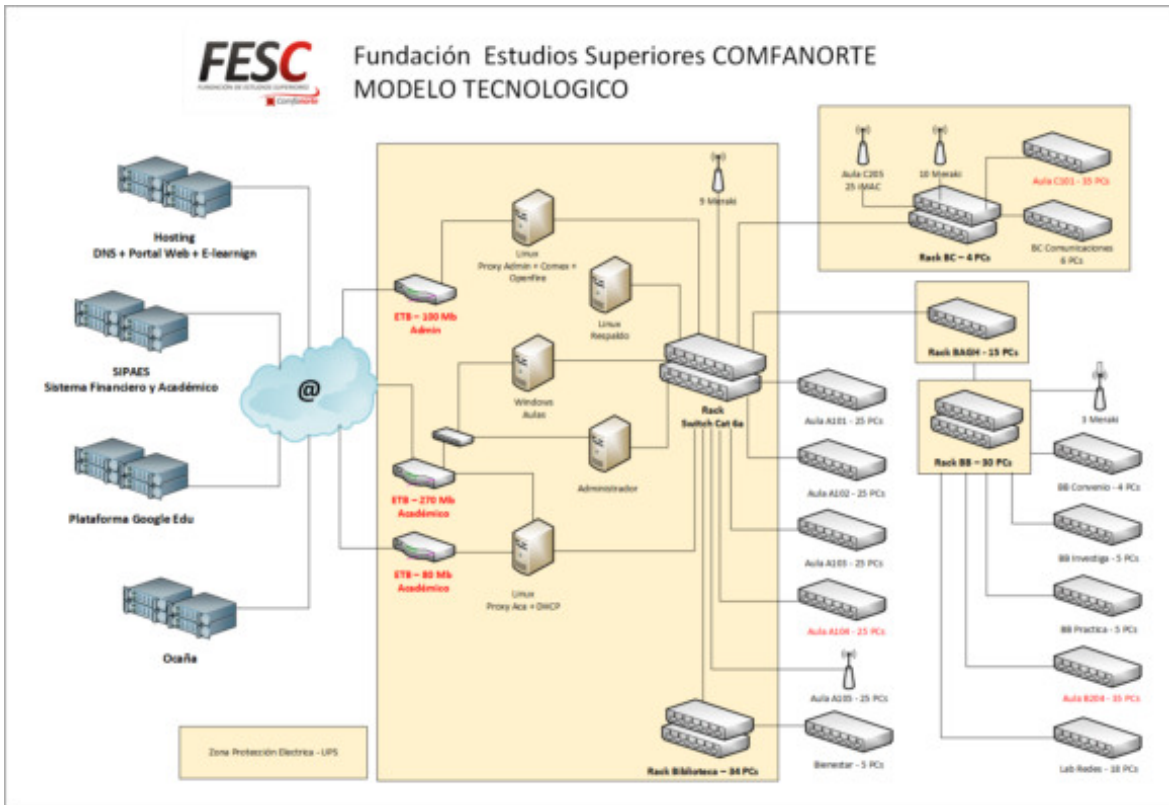 FESC
FUNDACIÓN DE ESTUDIOS SUPERIORES
Comfanorte
Fundación Estudios Superiores COMFANORTE
MODELO TECNOLOGICO
Hosting
DNS + Portal Web + E-learnign
SIPAES
Sistema Financiero y Académico
Plataforma Google Edu
Ocaña
@
ETB – 100 Mb
Admin
ETB – 270 Mb
Académico
ETB – 80 Mb
Académico
Linux
Proxy Admin + Comex +
Openfire
Linux
Respaldo
Windows
Aulas
Administrador
Linux
Proxy Aca + DHCP
9 Meraki
Rack
Switch Cat 6a
Rack Biblioteca – 34 PCs
Aula C205
25 iMAC
10 Meraki
Aula C101 - 35 PCs
Rack BC – 4 PCs
BC Comunicaciones
6 PCs
Rack BAGH - 15 PCs
Rack BB – 30 PCs
3 Meraki
Aula A101 - 25 PCs
Aula A102 - 25 PCs
Aula A103 - 25 PCs
Aula A104 - 25 PCs
Aula A105 - 25 PCs
Bienestar - 5 PCs
BB Convenio - 4 PCs
BB Investiga - 5 PCs
BB Practica - 5 PCs
Aula B204 - 35 PCs
Lab Redes - 18 PCs
Zona Protección Electrica - UPS